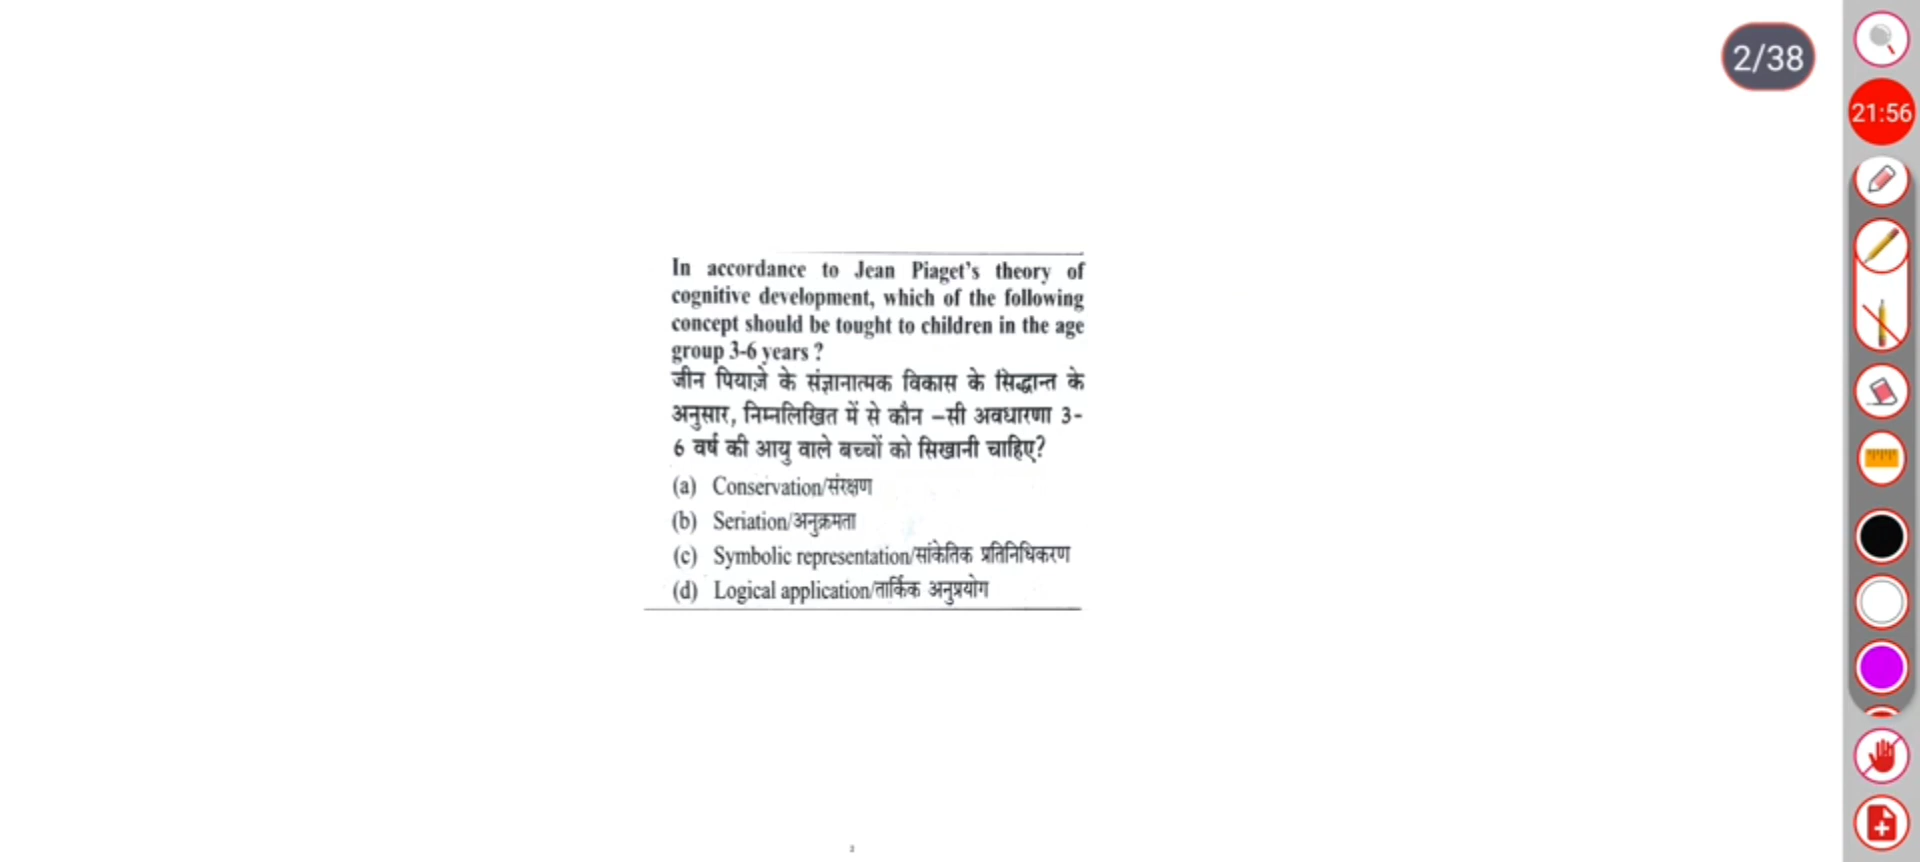 2/38
21:56
In accordance to Jean Piaget's theory of
cognitive development, which of the following
concept should be tought to children in the age
group 3-6 years ?
जीन पियाज़े के संज्ञानात्मक विकास के सिद्धान्त के
अनुसार, निम्नलिखित में से कौन –सी अवधारणा 3-
6 वर्ष की आयु वाले बच्चों को सिखानी चाहिए?
(a) Conservation/संरक्षण
(b) Seriation/अनुक्रमता
(c) Symbolic representation/सांकेतिक प्रतिनिधिकरण
(d) Logical application/तार्किक अनुप्रयोग